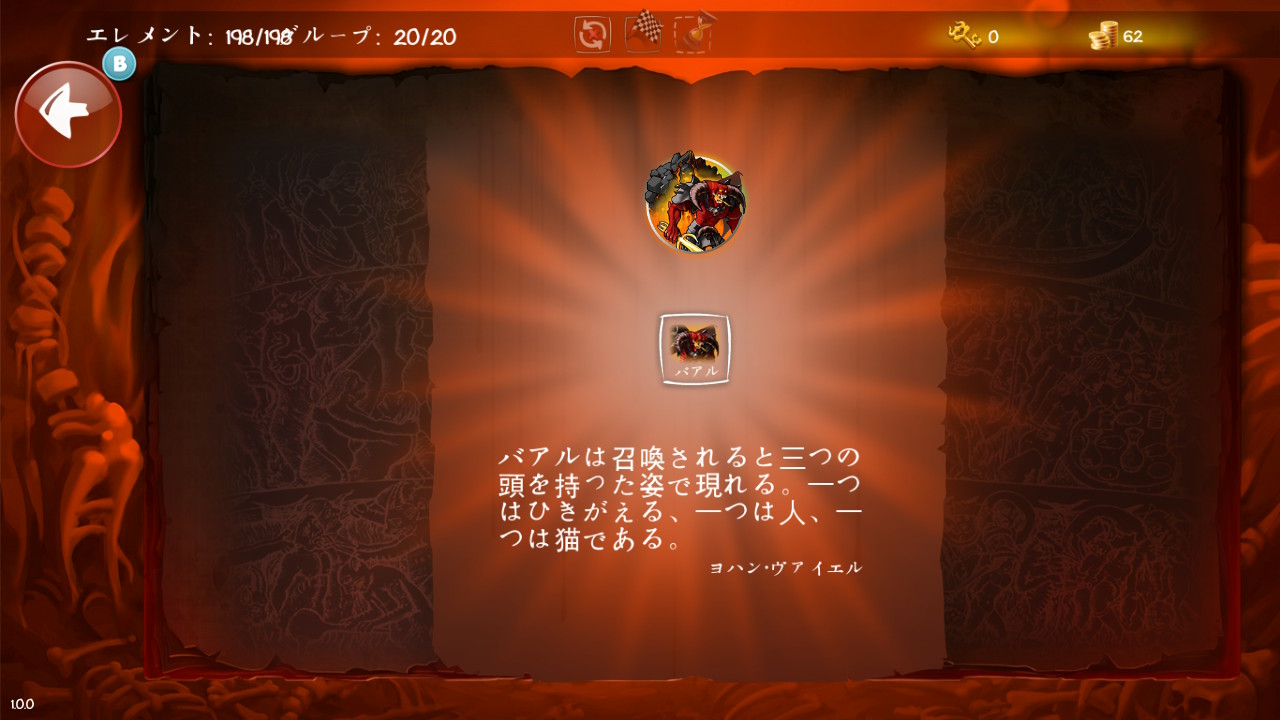 エレメント: 198/198 グループ: 20/20
0
62
B
バアル
バアルは召喚されると三つの
頭を持った姿で現れる。一つ
はひきがえる、一つは人、一
つは猫である。
ヨハン・ヴァイエル
1.0.0